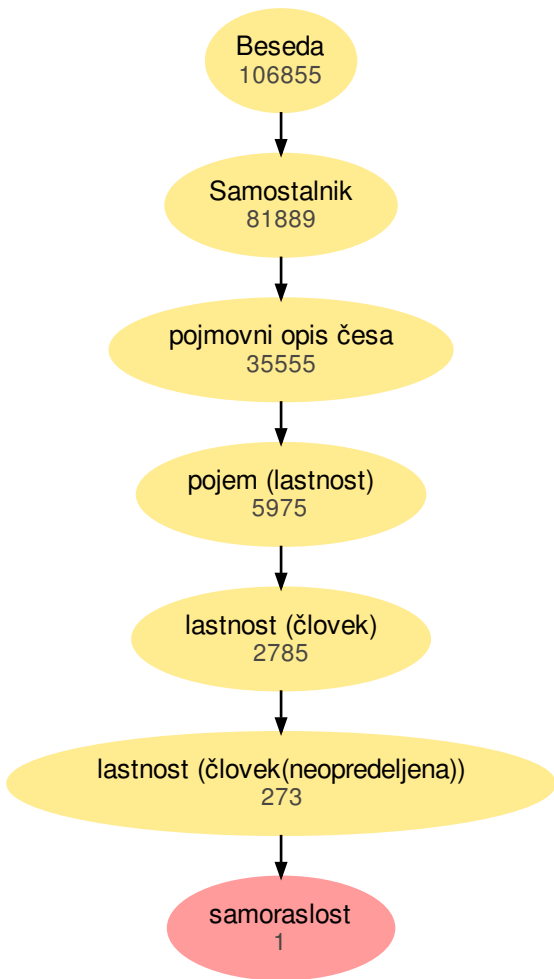 Beseda
106855
Samostalnik
81889
pojmovni opis česa
35555
pojem (lastnost)
5975
lastnost (človek)
2785
lastnost (človek(neopredeljena))
273
samoraslost
1